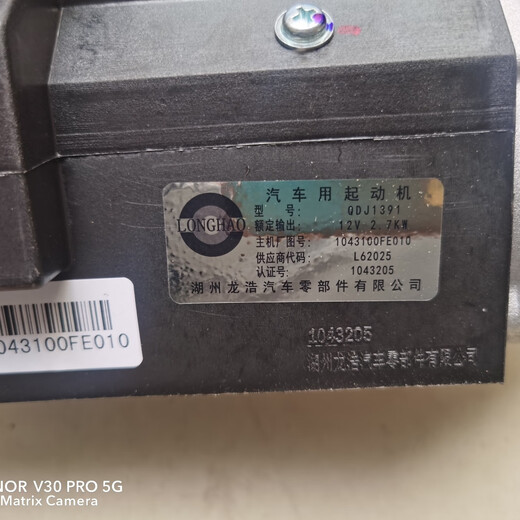 汽车用起动机
LONGHAO
型 号: QDJ1391
额定输出: 12V 2.7KW
主机厂图号: 1043100FE010
供应商代码: L62025
认证号: 1043205
湖州龙浩汽车零部件有限公司
043100FE010
1043205
湖州龙浩汽车零部件有限公司
NOR V30 PRO 5G
Matrix Camera